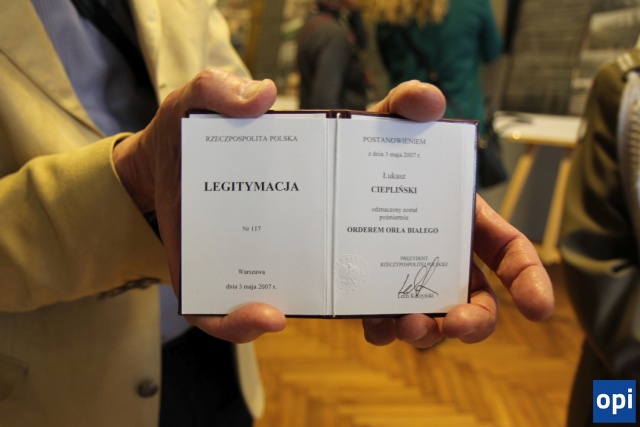 RZECZPOSPOLITA POLSKA
LEGITYMACJA
Nr 117
Warszawa
dnia 3 maja 2007 r.
POSTANOWIENIEM
z dnia 3 maja 2007 r.
Łukasz
CIEPLIŃSKI
odznaczony został
pośmiertnie
ORDEREM ORŁA BIAŁEGO
PREZYDENT
RZECZYPOSPOLITEJ POLSKIEJ
Lech Kaczyński
opi